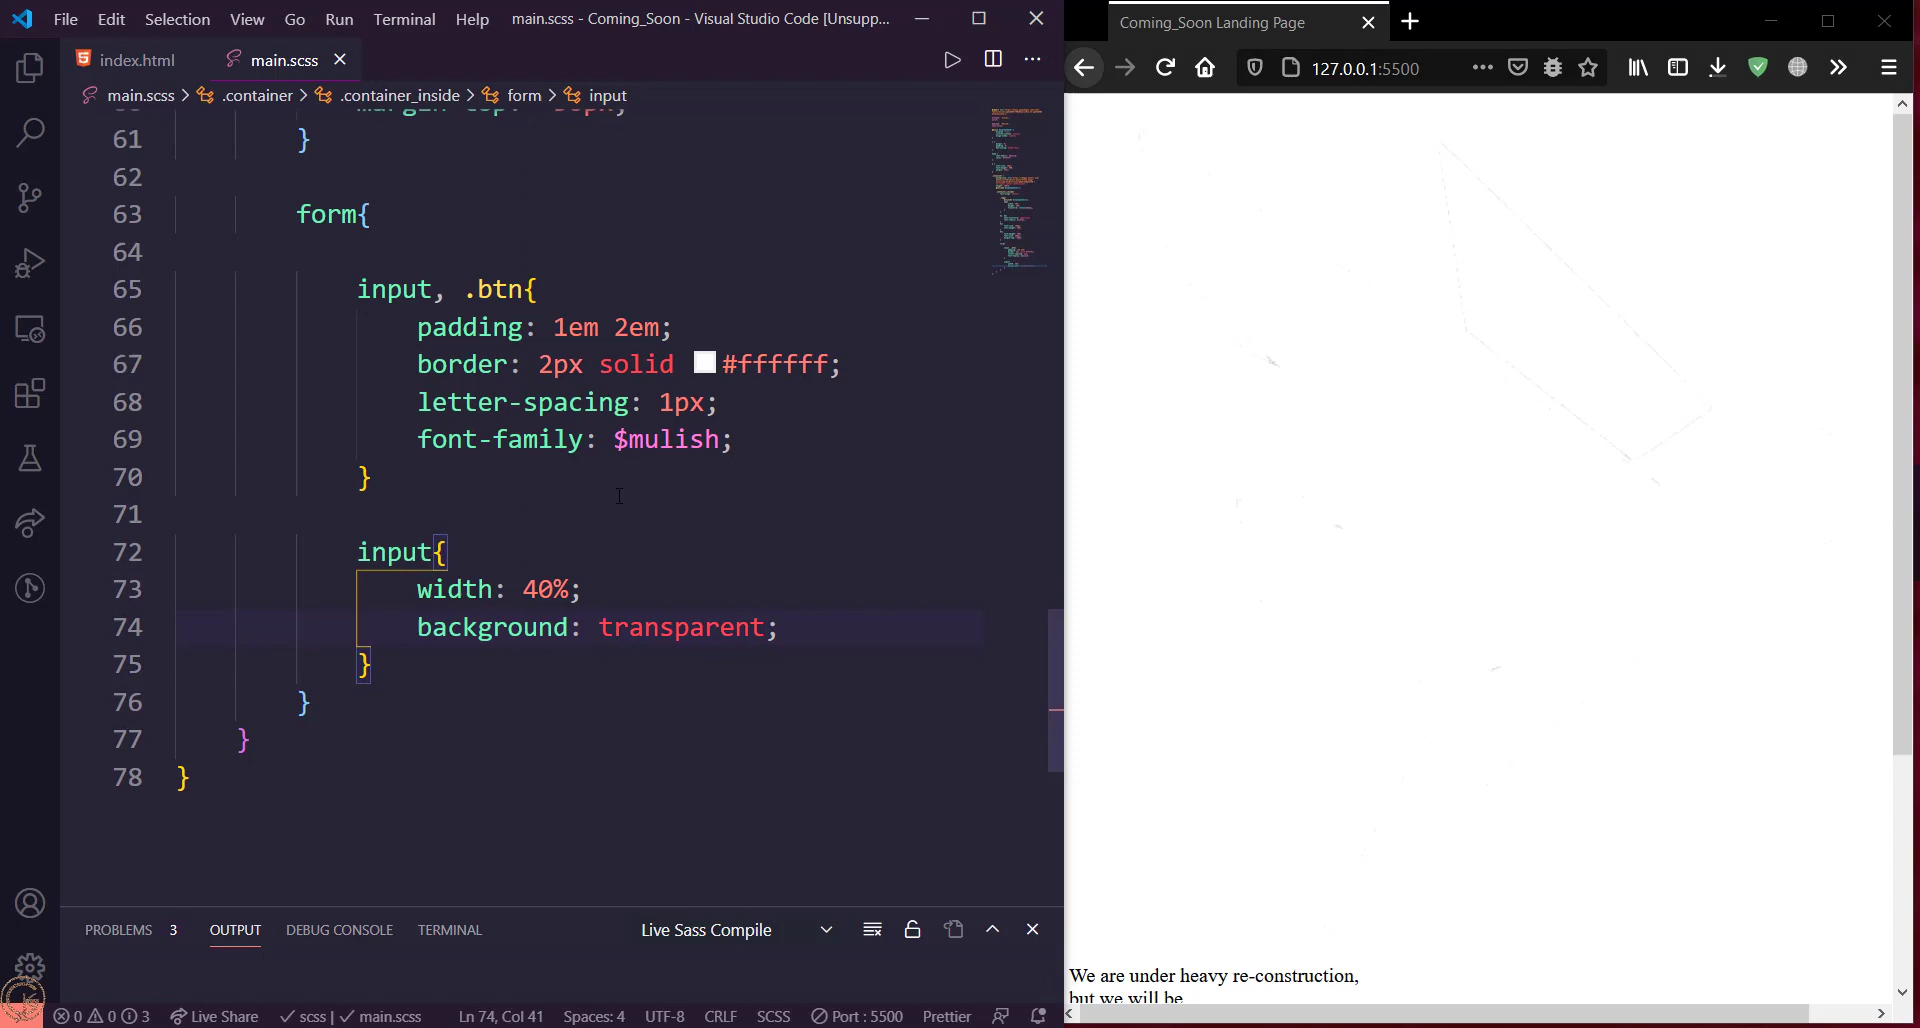 File Edit Selection View Go Run Terminal Help main.scss - Coming_Soon - Visual Studio Code [Unsupp...
index.html main.scss
main.scss > .container > .container_inside > form > input
61 }
62
63 form{
64
65 input, .btn{
66 padding: 1em 2em;
67 border: 2px solid #ffffff;
68 letter-spacing: 1px;
69 font-family: $mulish;
70 }
71
72 input{
73 width: 40%;
74 background: transparent;
75 }
76 }
77 }
78 }
PROBLEMS 3 OUTPUT DEBUG CONSOLE TERMINAL Live Sass Compile
0 0 3 Live Share scss | main.scss Ln 74, Col 41 Spaces: 4 UTF-8 CRLF SCSS Port : 5500 Prettier
Coming_Soon Landing Page
127.0.0.1:5500
We are under heavy re-construction,
but we will be